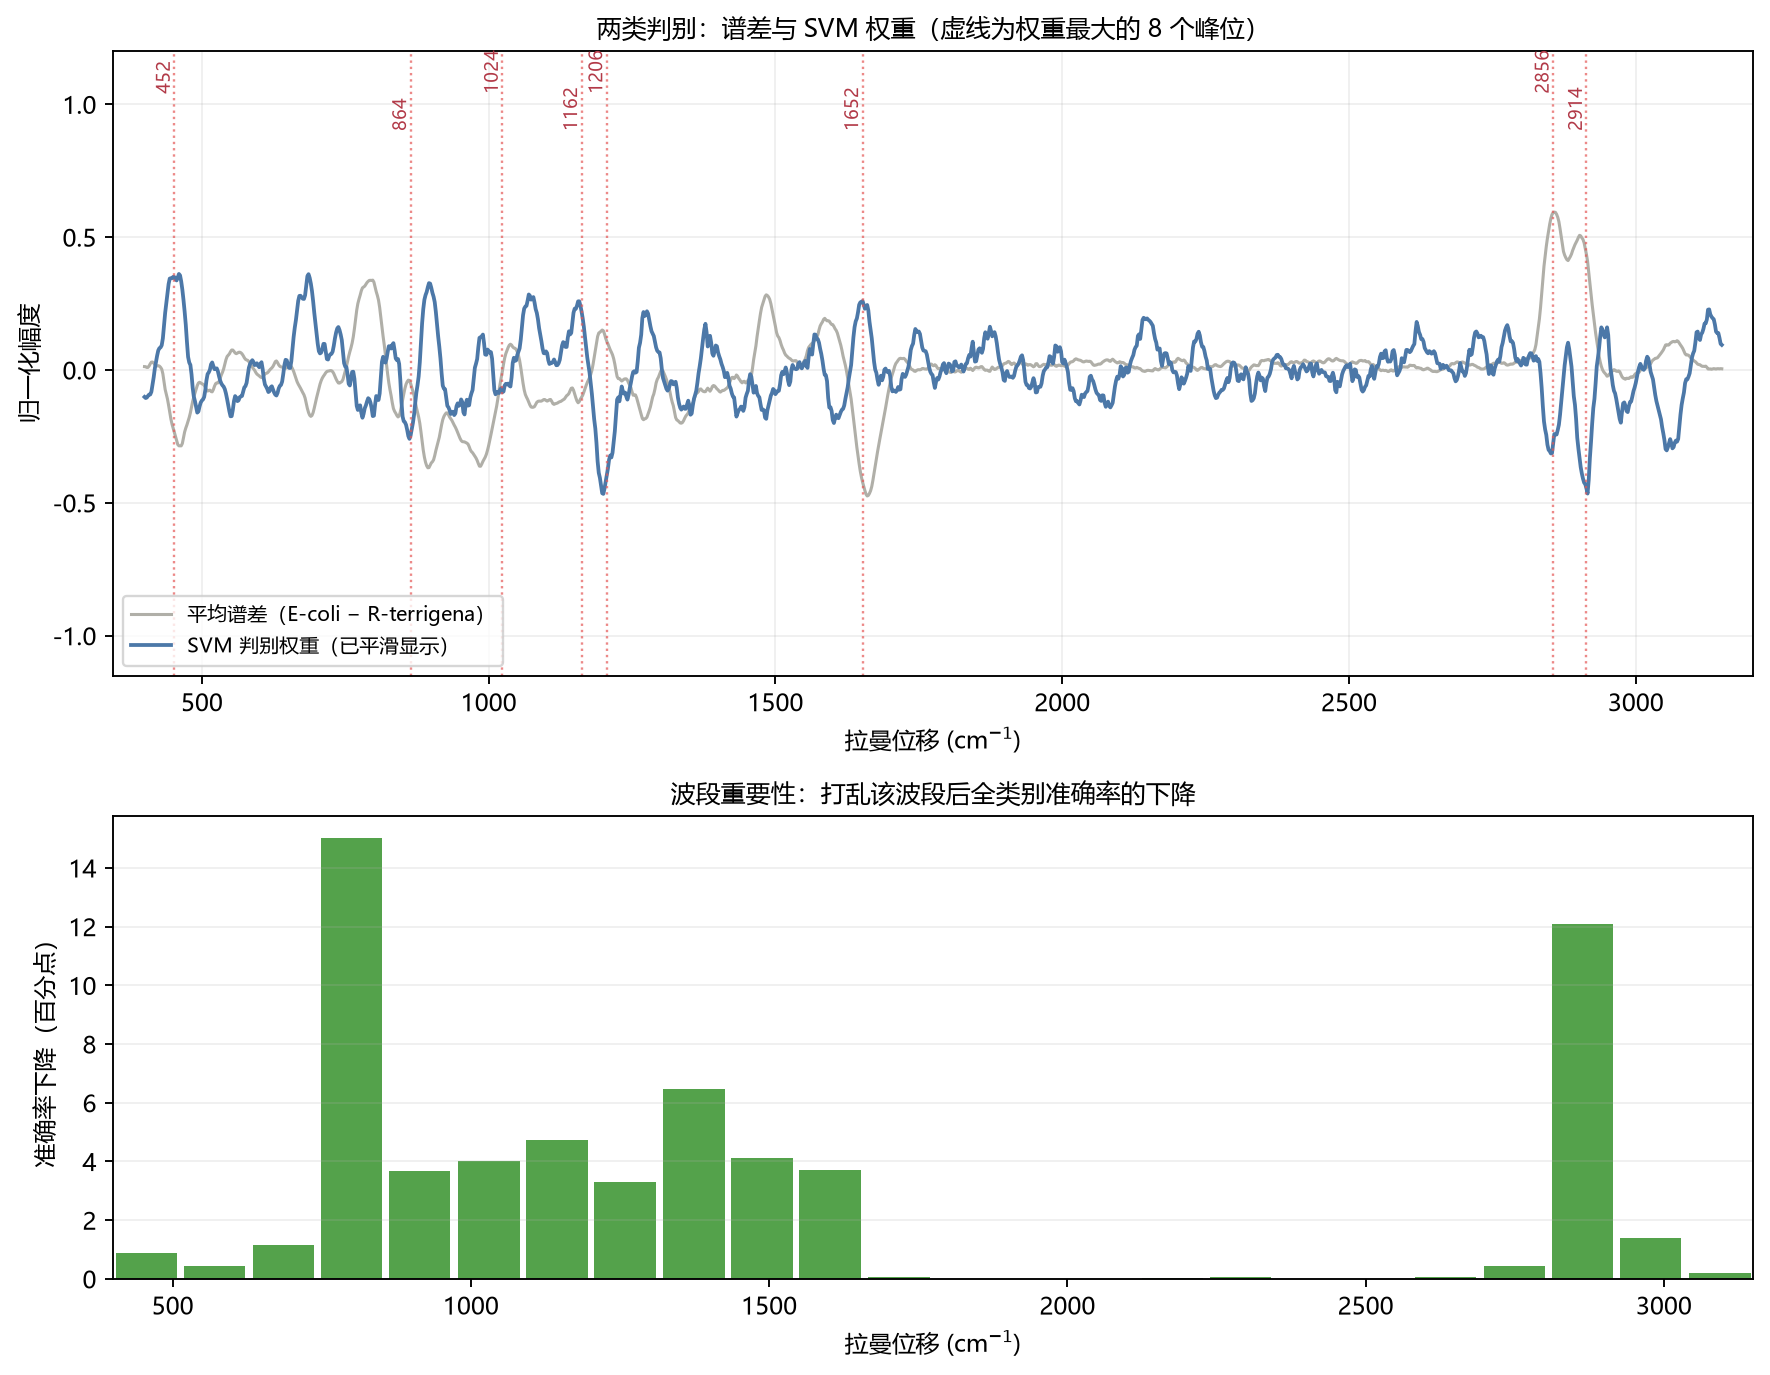 两类判别：谱差与 SVM 权重（虚线为权重最大的 8 个峰位）
452
864
1024
1162
1206
1652
2856
2914
归一化幅度
1.0
0.5
0.0
-0.5
-1.0
平均谱差（E-coli − R-terrigena）
SVM 判别权重（已平滑显示）
500 1000 1500 2000 2500 3000
拉曼位移 (cm⁻¹)
波段重要性：打乱该波段后全类别准确率的下降
准确率下降（百分点）
14
12
10
8
6
4
2
0
500 1000 1500 2000 2500 3000
拉曼位移 (cm⁻¹)